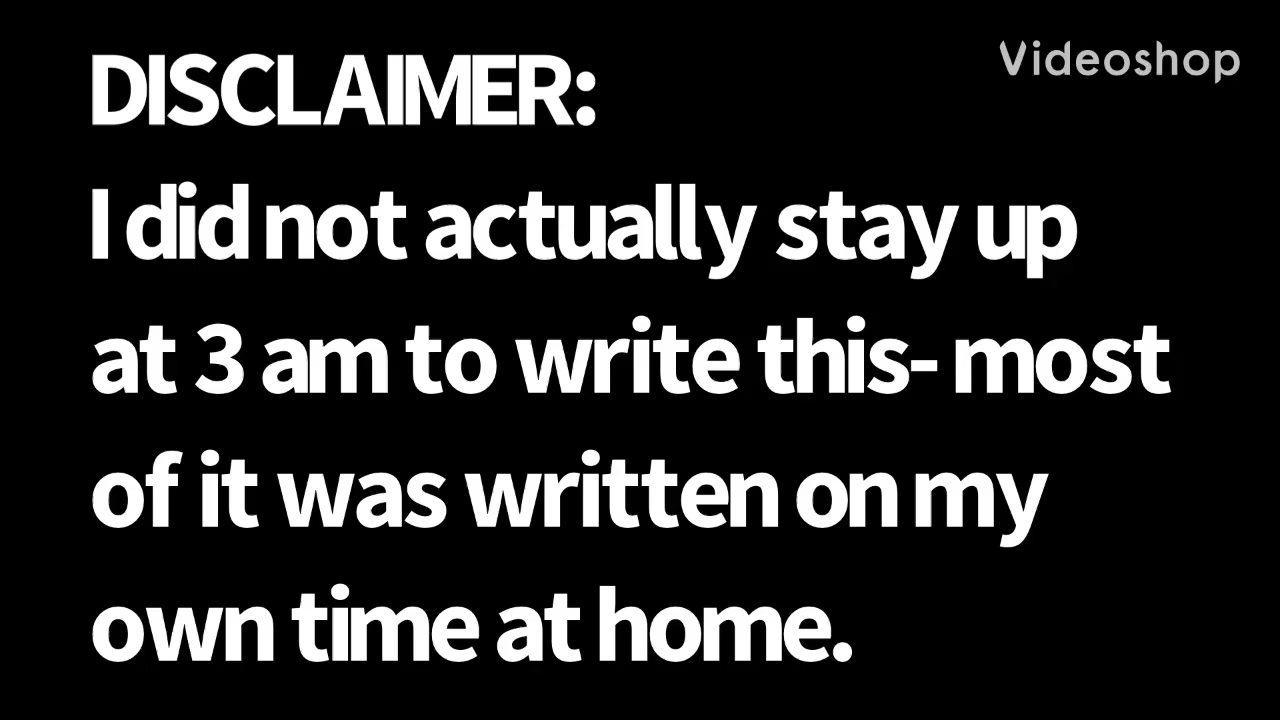 Videoshop
DISCLAIMER:
I did not actually stay up
at 3 am to write this- most
of it was written on my
own time at home.